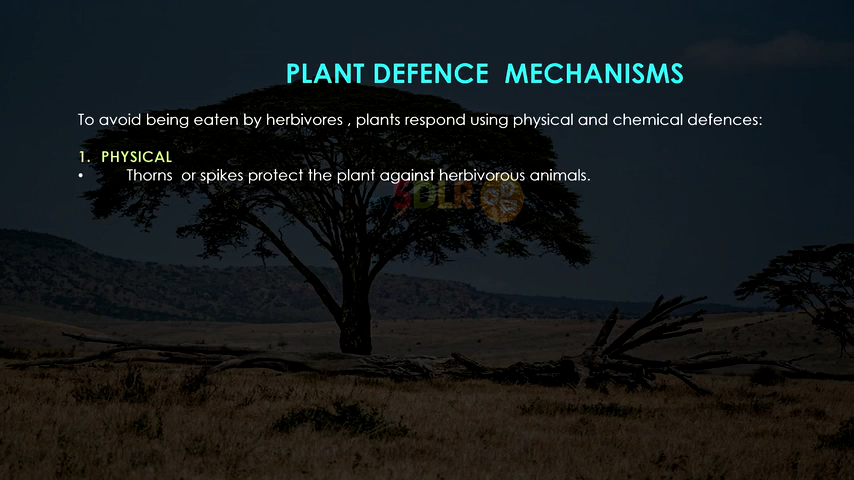 PLANT DEFENCE MECHANISMS
To avoid being eaten by herbivores , plants respond using physical and chemical defences:
1. PHYSICAL
• Thorns or spikes protect the plant against herbivorous animals.
SDLR